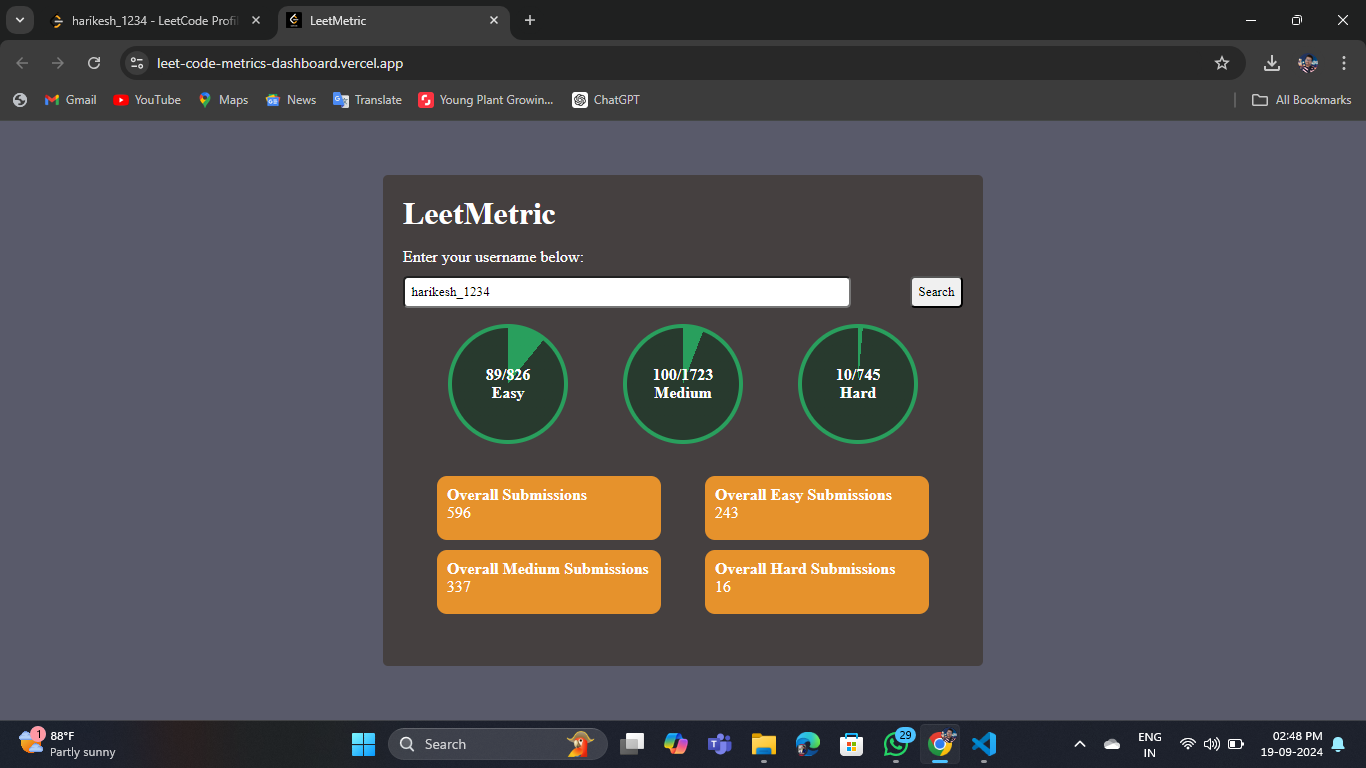 harikesh_1234 - LeetCode Profil
LeetMetric
leet-code-metrics-dashboard.vercel.app
Gmail
YouTube
Maps
News
Translate
Young Plant Growin...
ChatGPT
All Bookmarks
LeetMetric
Enter your username below:
harikesh_1234
Search
89/826
Easy
100/1723
Medium
10/745
Hard
Overall Submissions
596
Overall Easy Submissions
243
Overall Medium Submissions
337
Overall Hard Submissions
16
1
88°F
Partly sunny
Search
29
ENG
IN
02:48 PM
19-09-2024